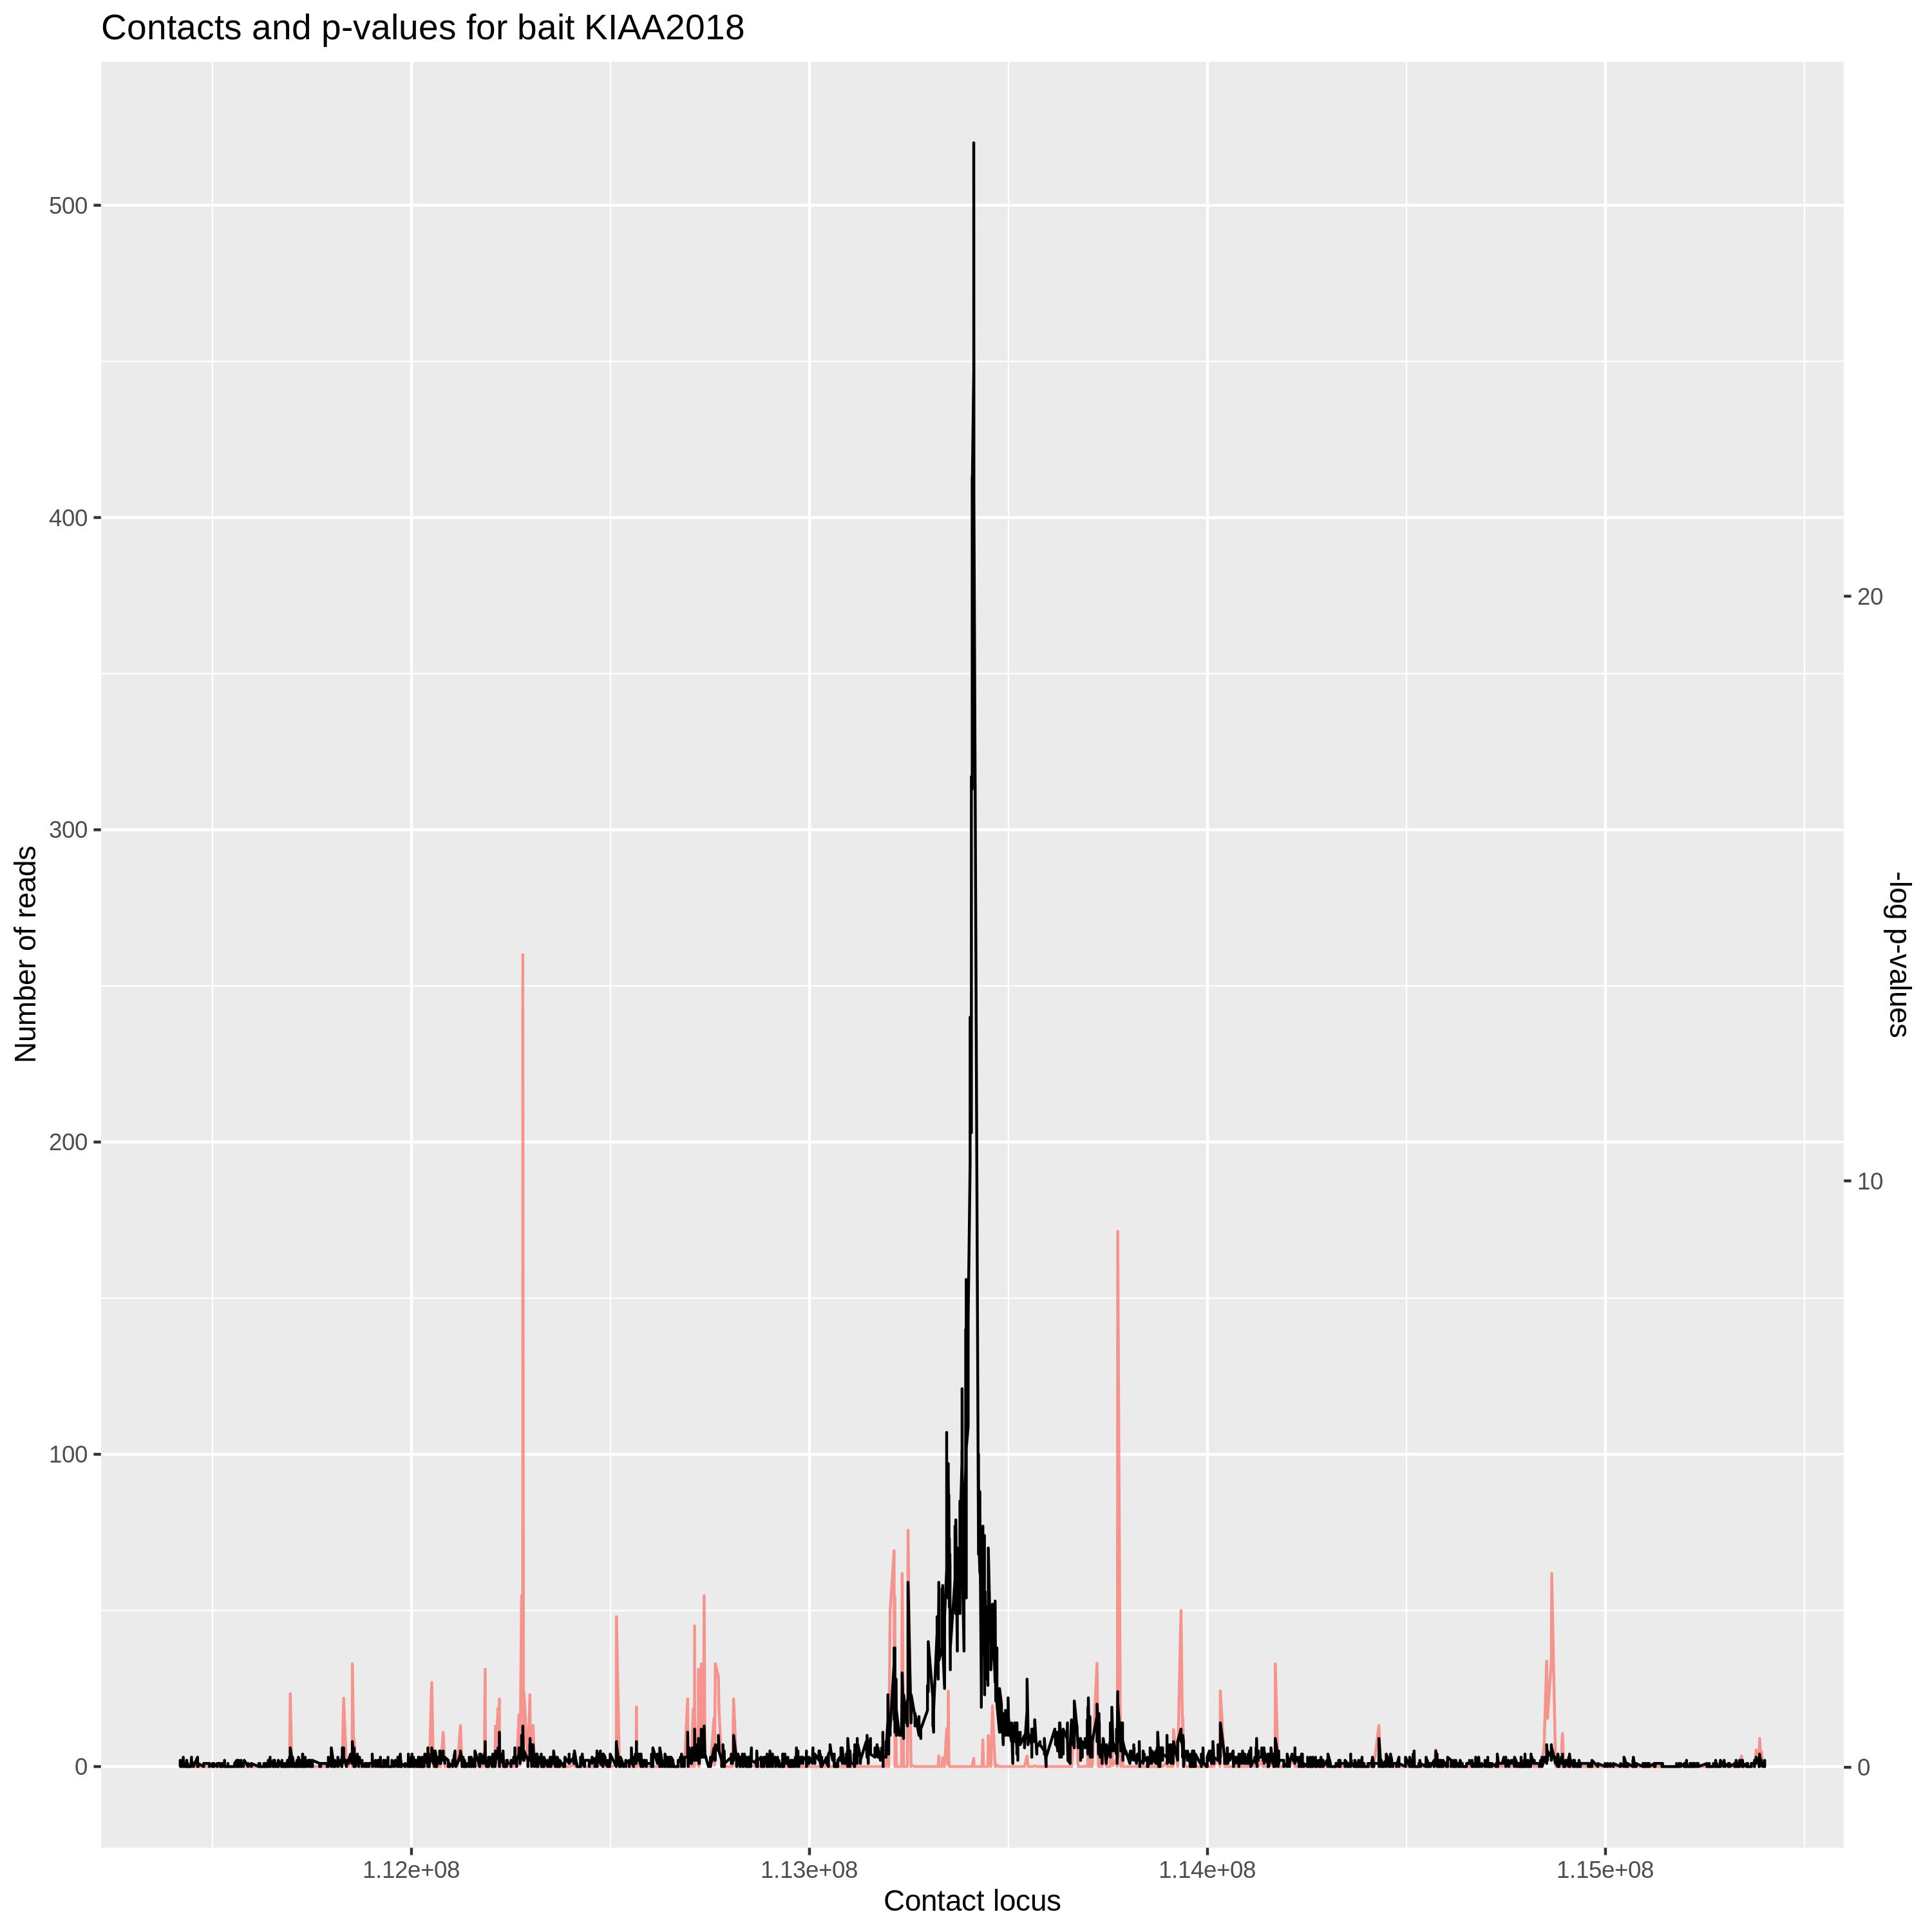 Contacts and p-values for bait KIAA2018
Number of reads
500
400
300
200
100
0
20
10
0
-log p-values
1.12e+08
1.13e+08
1.14e+08
1.15e+08
Contact locus